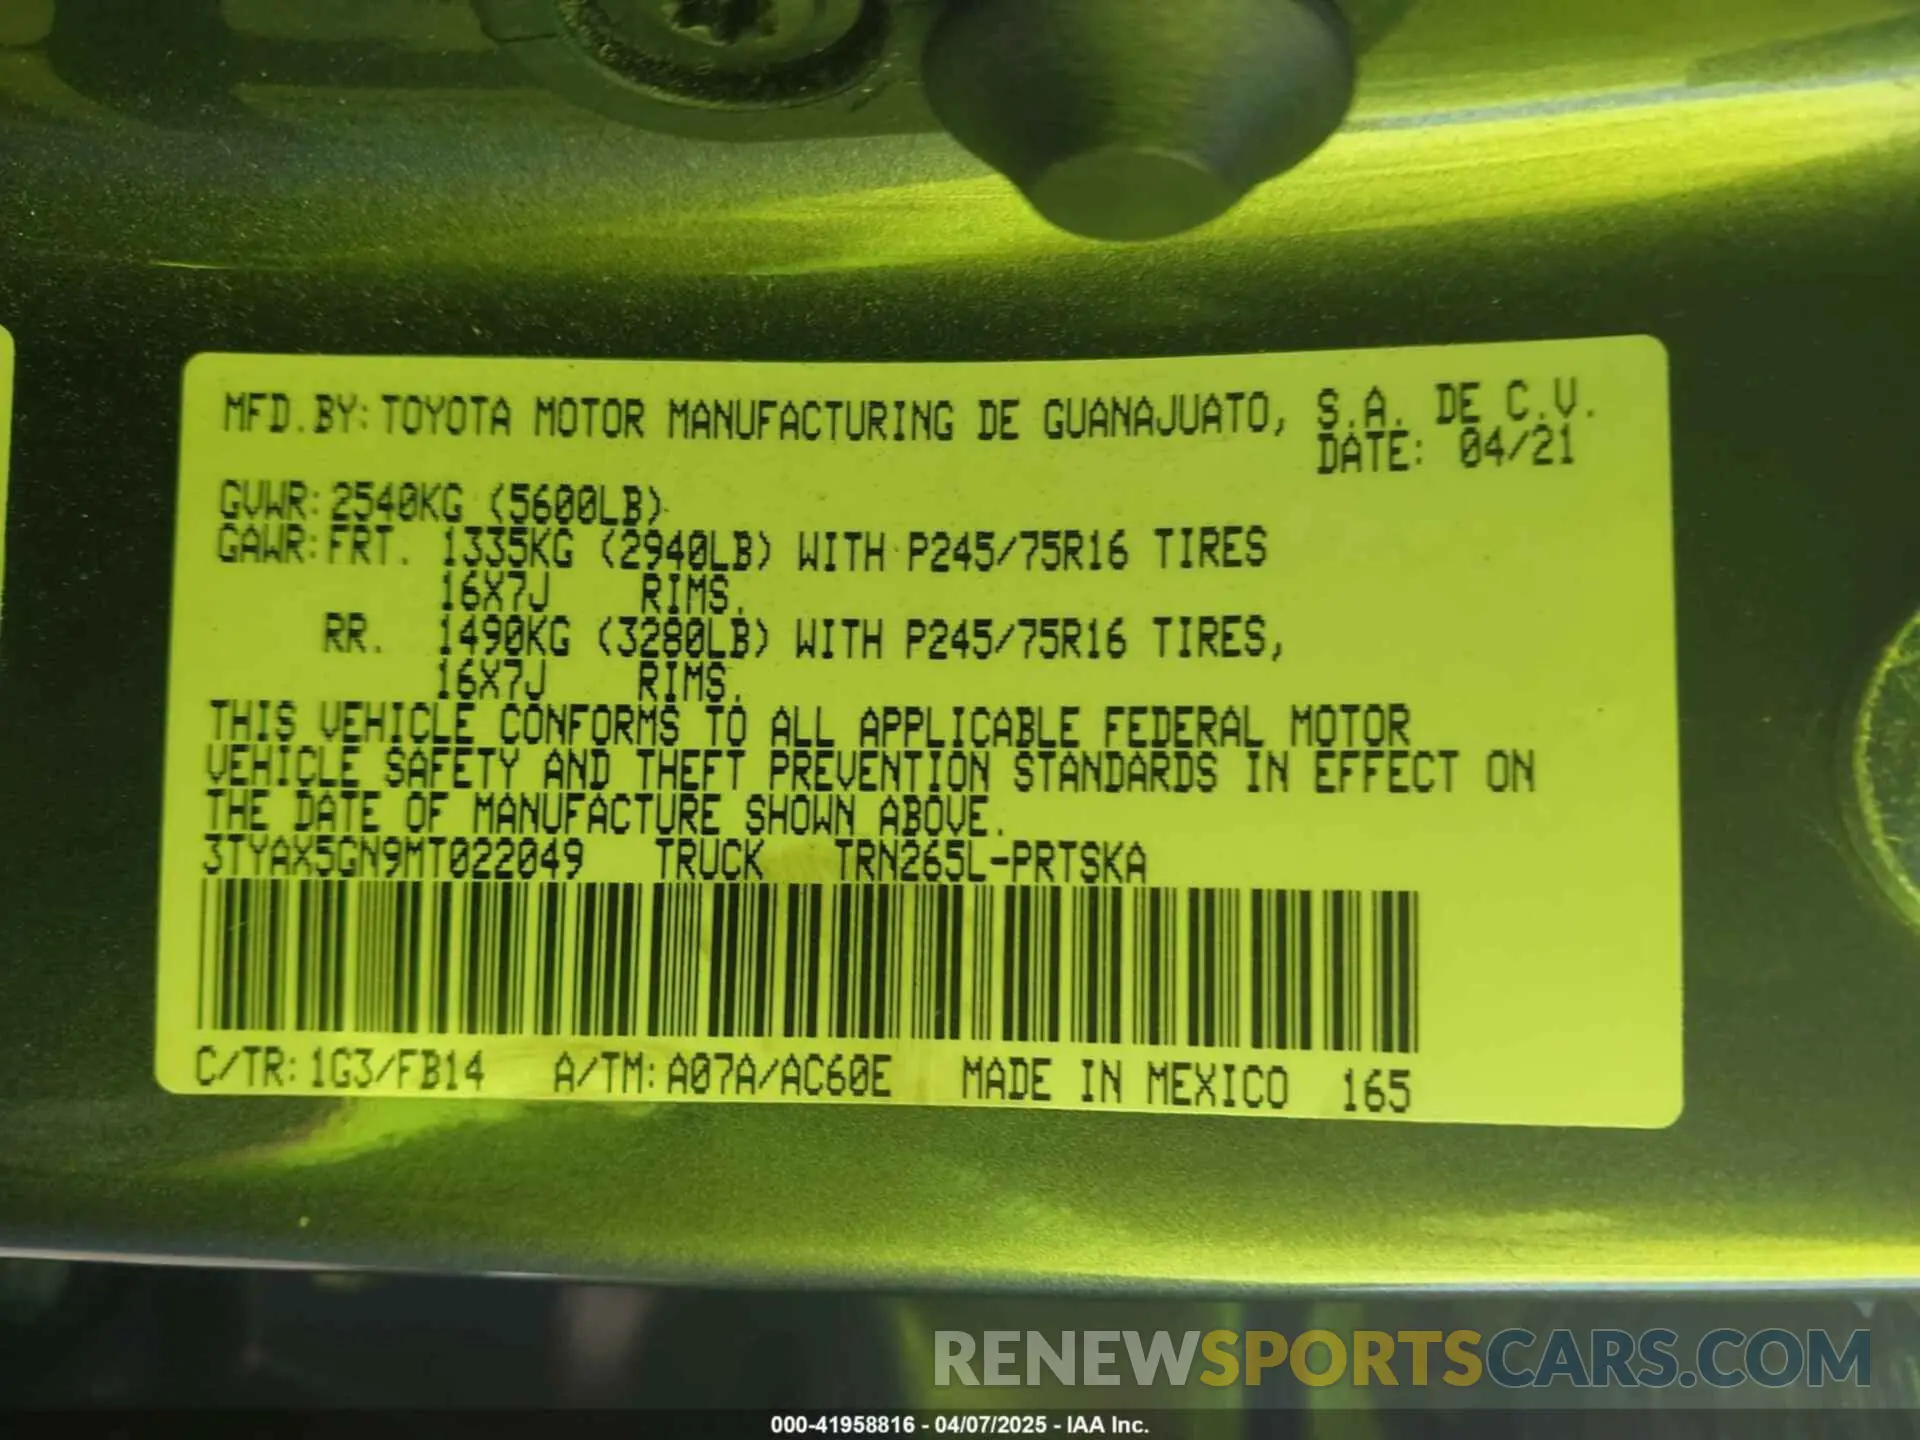 MFD.BY:TOYOTA MOTOR MANUFACTURING DE GUANAJUATO, S.A. DE C.V.
DATE: 04/21
GVWR:2540KG (5600LB)
GAWR:FRT. 1335KG (2940LB) WITH P245/75R16 TIRES
16X7J RIMS.
RR. 1490KG (3280LB) WITH P245/75R16 TIRES,
16X7J RIMS.
THIS VEHICLE CONFORMS TO ALL APPLICABLE FEDERAL MOTOR
VEHICLE SAFETY AND THEFT PREVENTION STANDARDS IN EFFECT ON
THE DATE OF MANUFACTURE SHOWN ABOVE.
3TYAX5GN9MT022049 TRUCK TRN265L-PRTSKA
C/TR:1G3/FB14 A/TM:A07A/AC60E MADE IN MEXICO 165
RENEWSPORTSCARS.COM
000-41958816 - 04/07/2025 - IAA Inc.